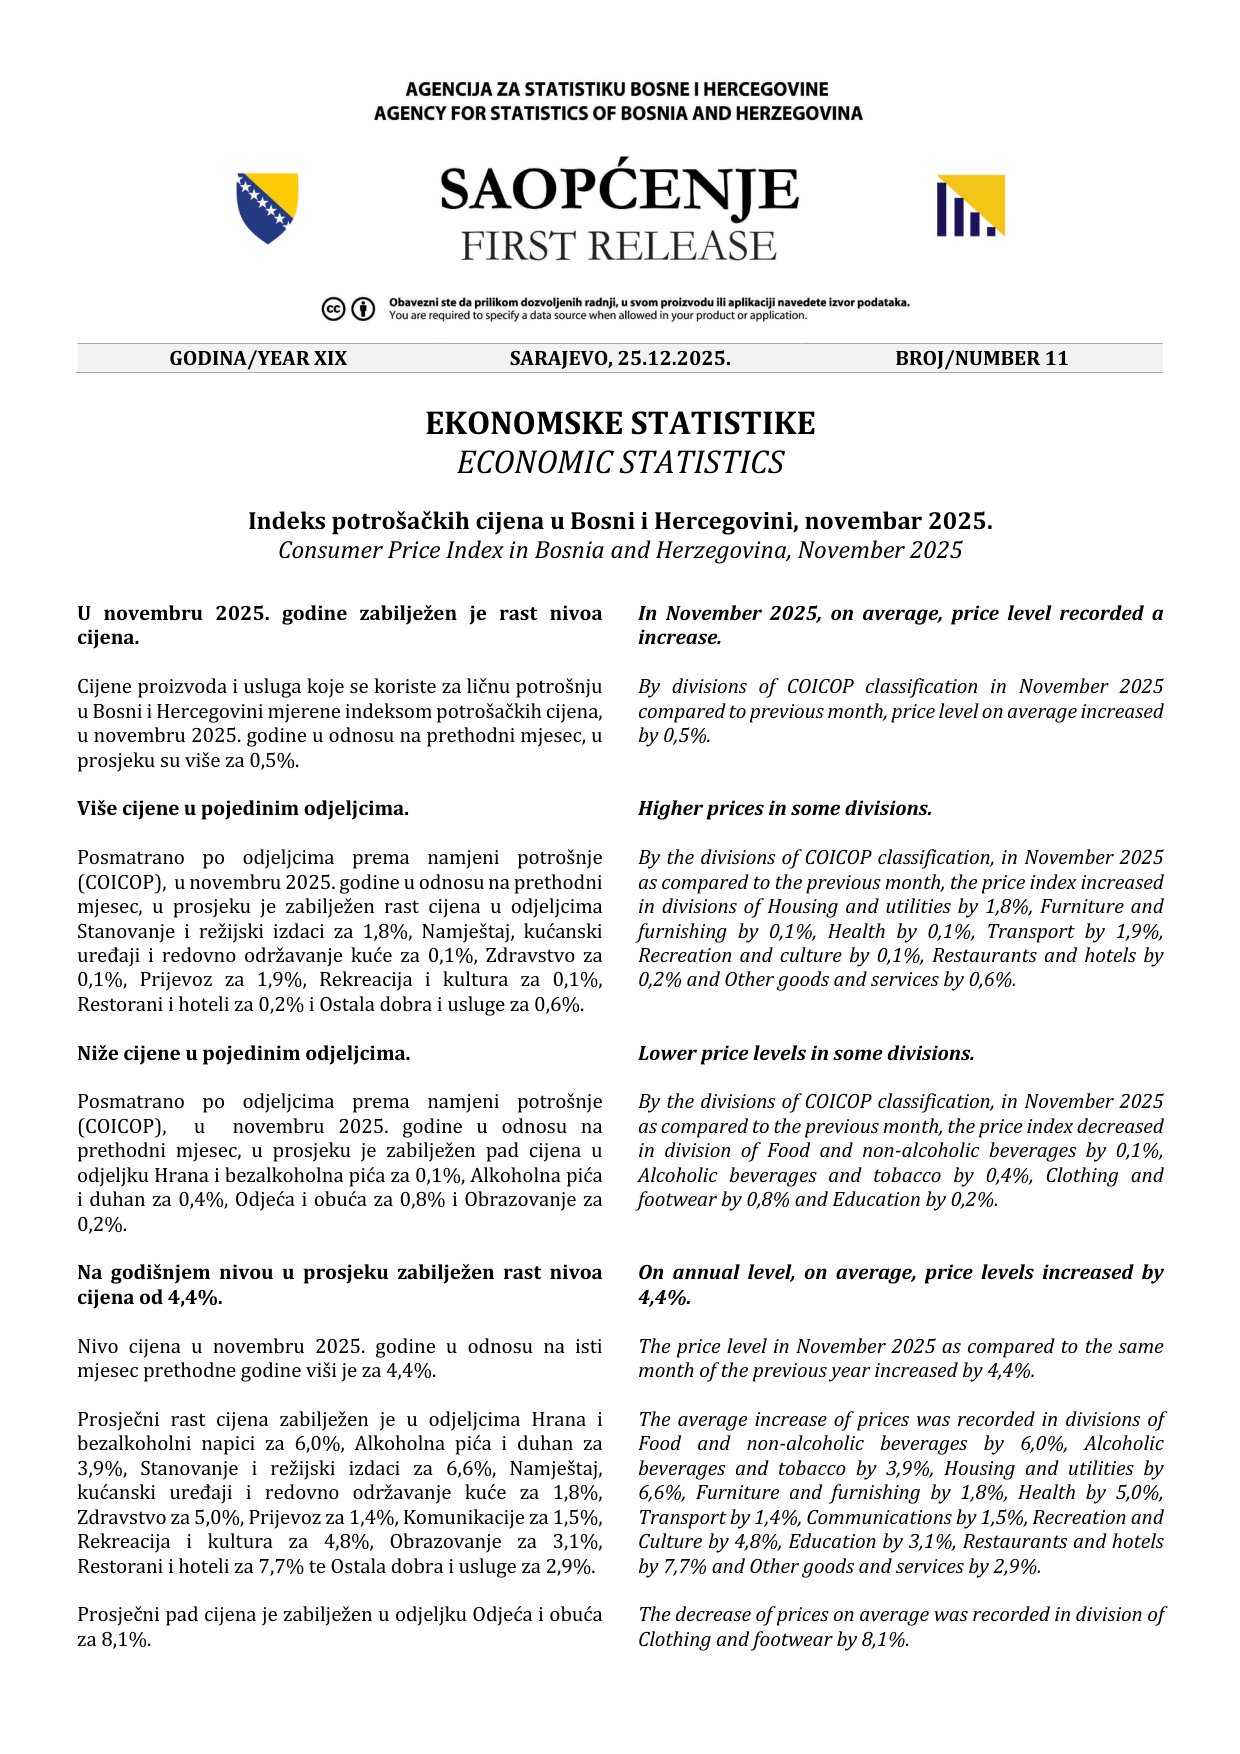 AGENCIJA ZA STATISTIKU BOSNE I HERCEGOVINE
AGENCY FOR STATISTICS OF BOSNIA AND HERZEGOVINA
SAOPĆENJE
FIRST RELEASE
Obavezni ste da prilikom dozvoljenih radnji, u svom proizvodu ili aplikaciji navedete izvor podataka.
You are required to specify a data source when allowed in your product or application.
GODINA/YEAR XIX SARAJEVO, 25.12.2025. BROJ/NUMBER 11
EKONOMSKE STATISTIKE
ECONOMIC STATISTICS
Indeks potrošačkih cijena u Bosni i Hercegovini, novembar 2025.
Consumer Price Index in Bosnia and Herzegovina, November 2025
U novembru 2025. godine zabilježen je rast nivoa
cijena.
Cijene proizvoda i usluga koje se koriste za ličnu potrošnju
u Bosni i Hercegovini mjerene indeksom potrošačkih cijena,
u novembru 2025. godine u odnosu na prethodni mjesec, u
prosjeku su više za 0,5%.
Više cijene u pojedinim odjeljcima.
Posmatrano po odjeljcima prema namjeni potrošnje
(COICOP), u novembru 2025. godine u odnosu na prethodni
mjesec, u prosjeku je zabilježen rast cijena u odjeljcima
Stanovanje i režijski izdaci za 1,8%, Namještaj, kućanski
uređaji i redovno održavanje kuće za 0,1%, Zdravstvo za
0,1%, Prijevoz za 1,9%, Rekreacija i kultura za 0,1%,
Restorani i hoteli za 0,2% i Ostala dobra i usluge za 0,6%.
Niže cijene u pojedinim odjeljcima.
Posmatrano po odjeljcima prema namjeni potrošnje
(COICOP), u novembru 2025. godine u odnosu na
prethodni mjesec, u prosjeku je zabilježen pad cijena u
odjeljku Hrana i bezalkoholna pića za 0,1%, Alkoholna pića
i duhan za 0,4%, Odjeća i obuća za 0,8% i Obrazovanje za
0,2%.
Na godišnjem nivou u prosjeku zabilježen rast nivoa
cijena od 4,4%.
Nivo cijena u novembru 2025. godine u odnosu na isti
mjesec prethodne godine viši je za 4,4%.
Prosječni rast cijena zabilježen je u odjeljcima Hrana i
bezalkoholni napici za 6,0%, Alkoholna pića i duhan za
3,9%, Stanovanje i režijski izdaci za 6,6%, Namještaj,
kućanski uređaji i redovno održavanje kuće za 1,8%,
Zdravstvo za 5,0%, Prijevoz za 1,4%, Komunikacije za 1,5%,
Rekreacija i kultura za 4,8%, Obrazovanje za 3,1%,
Restorani i hoteli za 7,7% te Ostala dobra i usluge za 2,9%.
Prosječni pad cijena je zabilježen u odjeljku Odjeća i obuća
za 8,1%.
In November 2025, on average, price level recorded a
increase.
By divisions of COICOP classification in November 2025
compared to previous month, price level on average increased
by 0,5%.
Higher prices in some divisions.
By the divisions of COICOP classification, in November 2025
as compared to the previous month, the price index increased
in divisions of Housing and utilities by 1,8%, Furniture and
furnishing by 0,1%, Health by 0,1%, Transport by 1,9%,
Recreation and culture by 0,1%, Restaurants and hotels by
0,2% and Other goods and services by 0,6%.
Lower price levels in some divisions.
By the divisions of COICOP classification, in November 2025
as compared to the previous month, the price index decreased
in division of Food and non-alcoholic beverages by 0,1%,
Alcoholic beverages and tobacco by 0,4%, Clothing and
footwear by 0,8% and Education by 0,2%.
On annual level, on average, price levels increased by
4,4%.
The price level in November 2025 as compared to the same
month of the previous year increased by 4,4%.
The average increase of prices was recorded in divisions of
Food and non-alcoholic beverages by 6,0%, Alcoholic
beverages and tobacco by 3,9%, Housing and utilities by
6,6%, Furniture and furnishing by 1,8%, Health by 5,0%,
Transport by 1,4%, Communications by 1,5%, Recreation and
Culture by 4,8%, Education by 3,1%, Restaurants and hotels
by 7,7% and Other goods and services by 2,9%.
The decrease of prices on average was recorded in division of
Clothing and footwear by 8,1%.